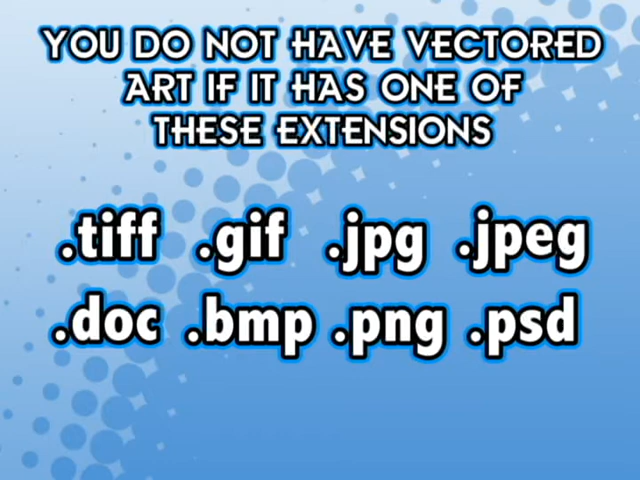 YOU DO NOT HAVE VECTORED
ART IF IT HAS ONE OF
THESE EXTENSIONS
.tiff .gif .jpg .jpeg
.doc .bmp .png .psd